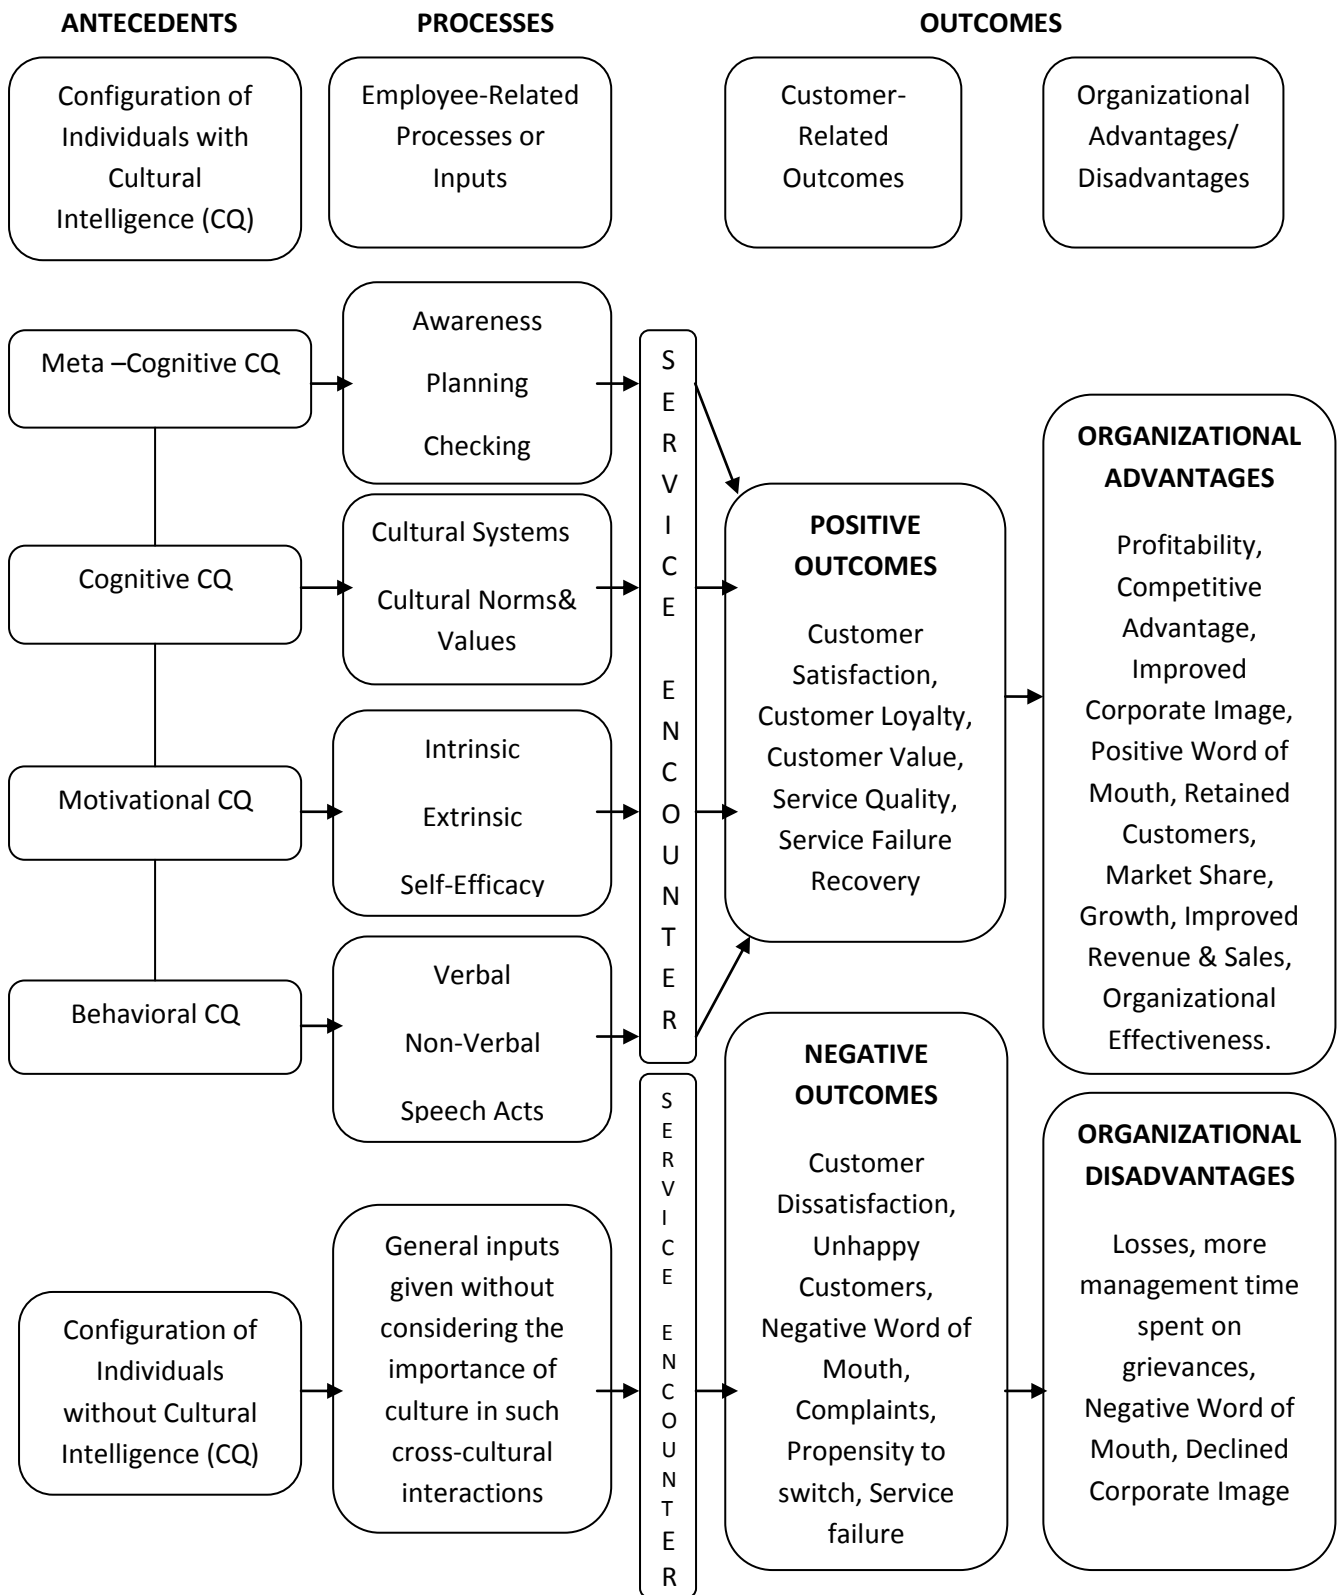 ANTECEDENTS
PROCESSES
OUTCOMES
Configuration of
Individuals with
Cultural
Intelligence (CQ)
Employee-Related
Processes or
Inputs
Customer-
Related
Outcomes
Organizational
Advantages/
Disadvantages
Meta –Cognitive CQ
Awareness
Planning
Checking
Cognitive CQ
Cultural Systems
Cultural Norms&
Values
Motivational CQ
Intrinsic
Extrinsic
Self-Efficacy
Behavioral CQ
Verbal
Non-Verbal
Speech Acts
SERVICE ENCOUNTER
POSITIVE
OUTCOMES
Customer
Satisfaction,
Customer Loyalty,
Customer Value,
Service Quality,
Service Failure
Recovery
ORGANIZATIONAL
ADVANTAGES
Profitability,
Competitive
Advantage,
Improved
Corporate Image,
Positive Word of
Mouth, Retained
Customers,
Market Share,
Growth, Improved
Revenue & Sales,
Organizational
Effectiveness.
Configuration of
Individuals
without Cultural
Intelligence (CQ)
General inputs
given without
considering the
importance of
culture in such
cross-cultural
interactions
SERVICE ENCOUNTER
NEGATIVE
OUTCOMES
Customer
Dissatisfaction,
Unhappy
Customers,
Negative Word of
Mouth,
Complaints,
Propensity to
switch, Service
failure
ORGANIZATIONAL
DISADVANTAGES
Losses, more
management time
spent on
grievances,
Negative Word of
Mouth, Declined
Corporate Image